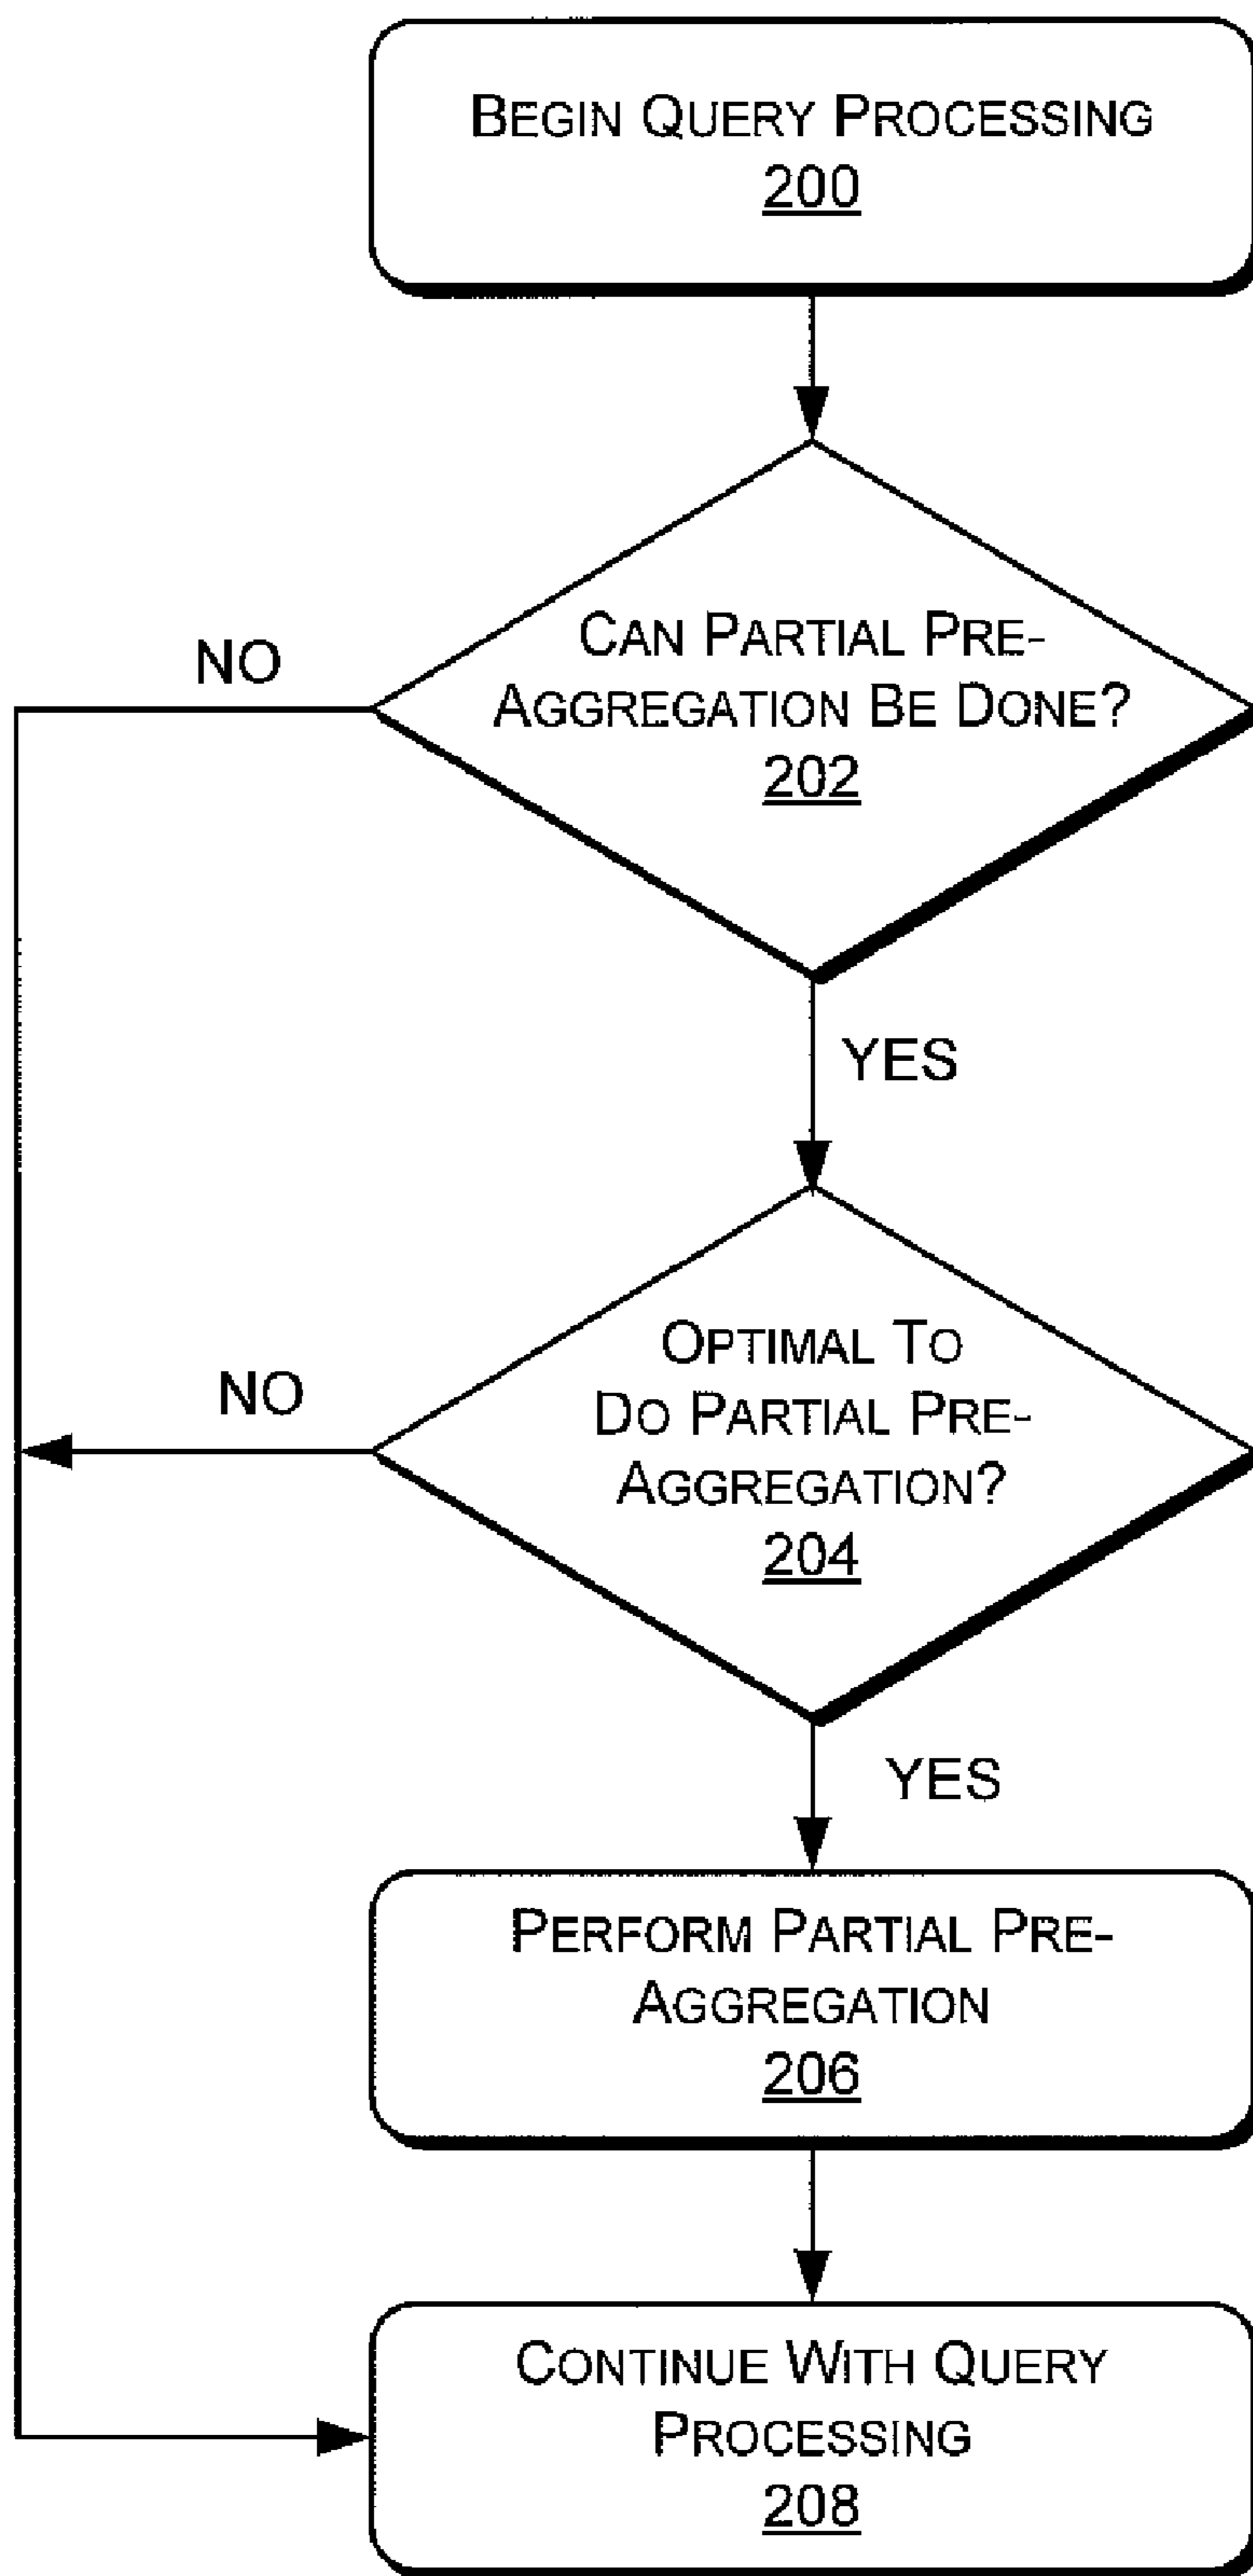 BEGIN QUERY PROCESSING
200
CAN PARTIAL PRE-
NO
AGGREGATION BE DONE?
202
YES
OPTIMAL TO
NO
DO PARTIAL PRE-
AGGREGATION?
204
YES
PERFORM PARTIAL PRE-
AGGREGATION
206
CONTINUE WITH QUERY
PROCESSING
208